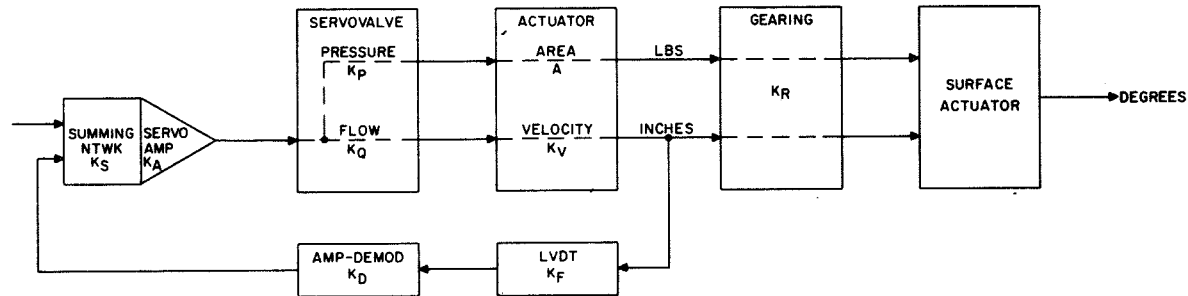 SERVOVALVE
PRESSURE
KP
FLOW
KQ
ACTUATOR
AREA
A
VELOCITY
KV
LBS
INCHES
GEARING
KR
SURFACE
ACTUATOR
DEGREES
SUMMING
NTWK
KS
SERVO
AMP
KA
AMP-DEMOD
KD
LVDT
KF